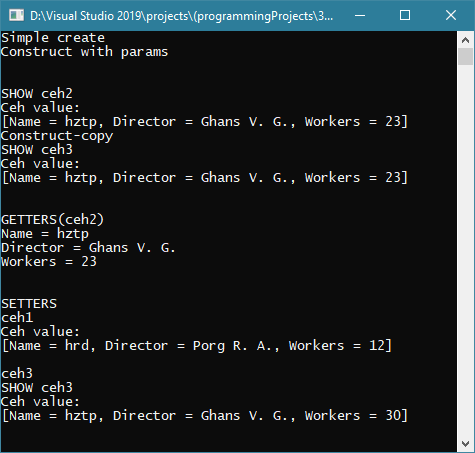 D:\Visual Studio 2019\projects\(programmingProjects\3...
Simple create
Construct with params
SHOW ceh2
Ceh value:
[Name = hztp, Director = Ghans V. G., Workers = 23]
Construct-copy
SHOW ceh3
Ceh value:
[Name = hztp, Director = Ghans V. G., Workers = 23]
GETTERS(ceh2)
Name = hztp
Director = Ghans V. G.
Workers = 23
SETTERS
ceh1
Ceh value:
[Name = hrd, Director = Porg R. A., Workers = 12]
ceh3
SHOW ceh3
Ceh value:
[Name = hztp, Director = Ghans V. G., Workers = 30]